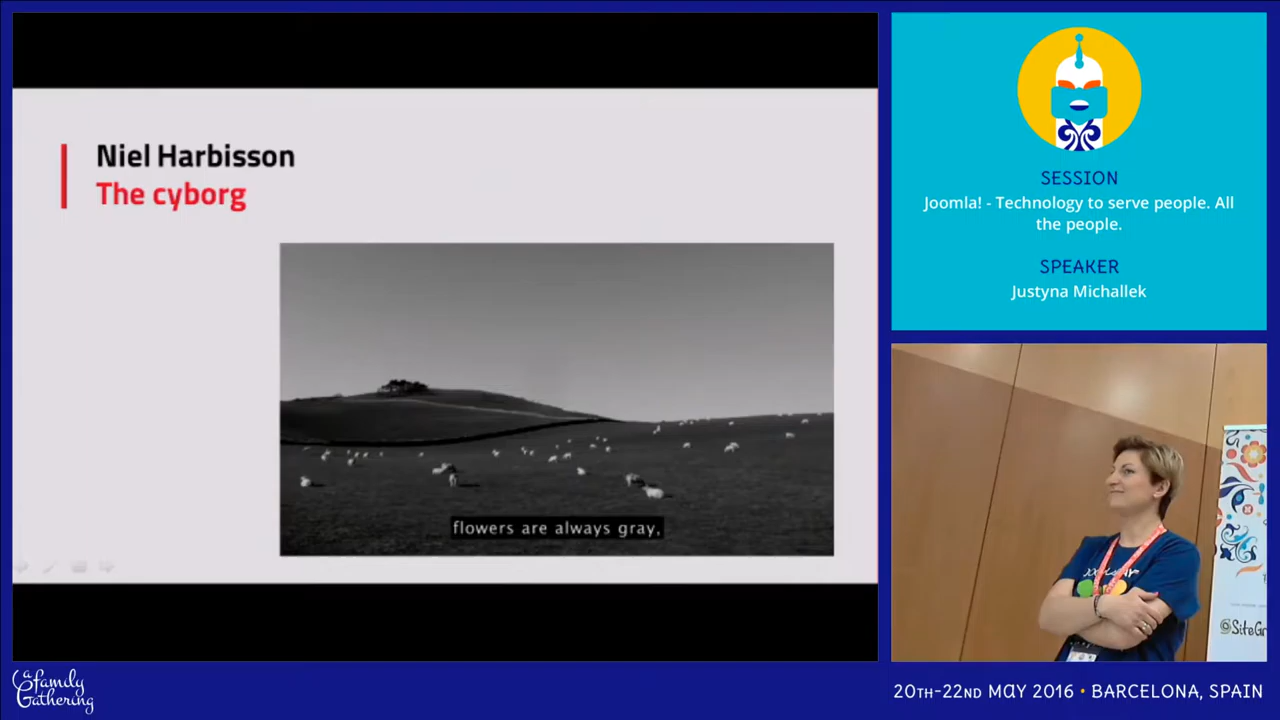 Niel Harbisson
The cyborg
flowers are always gray,
SESSION
Joomla! - Technology to serve people. All
the people.
SPEAKER
Justyna Michallek
@SiteGr
a family
Gathering
20TH-22ND MAY 2016 • BARCELONA, SPAIN